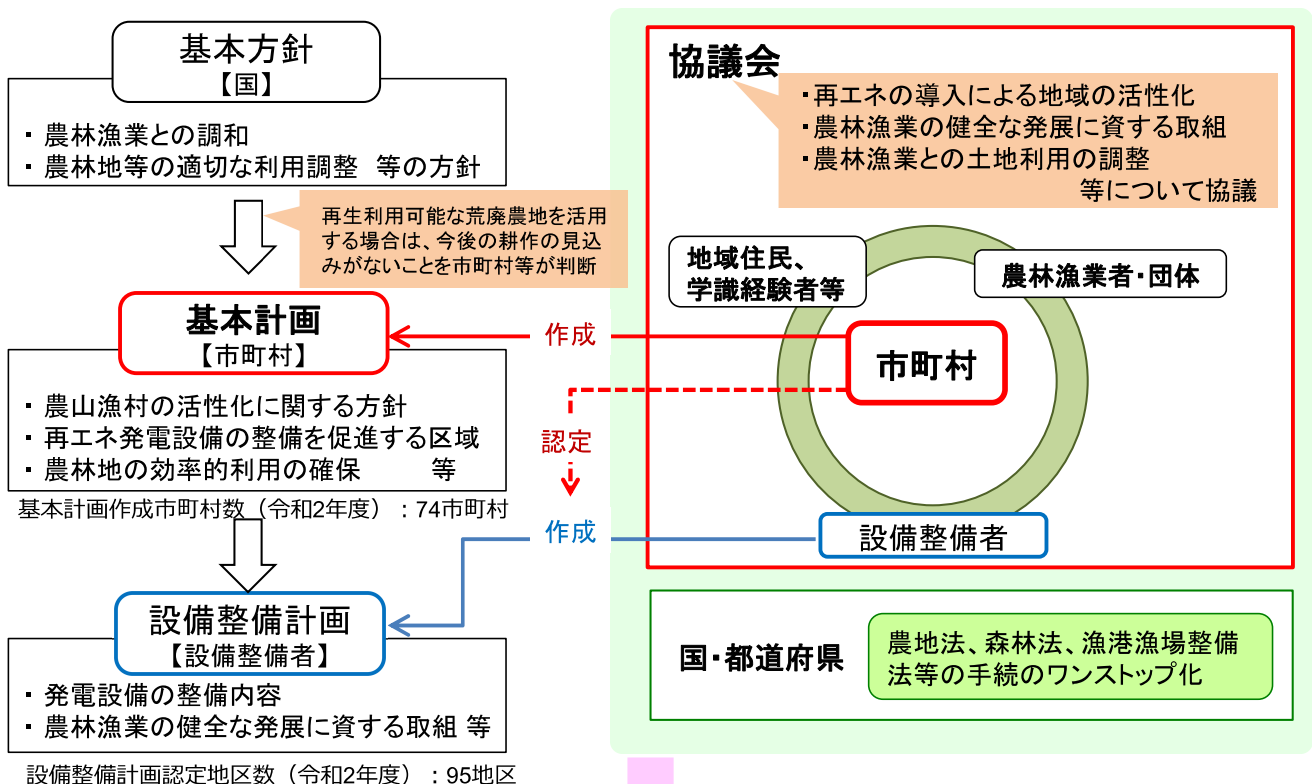 基本方針
【国】
・ 農林漁業との調和
・ 農林地等の適切な利用調整 等の方針
再生利用可能な荒廃農地を活用
する場合は、今後の耕作の見込
みがないことを市町村等が判断
基本計画
【市町村】
・ 農山漁村の活性化に関する方針
・ 再エネ発電設備の整備を促進する区域
・ 農林地の効率的利用の確保 等
基本計画作成市町村数（令和2年度）：74市町村
設備整備計画
【設備整備者】
・ 発電設備の整備内容
・ 農林漁業の健全な発展に資する取組 等
設備整備計画認定地区数（令和2年度）：95地区
作成
認定
作成
協議会
・再エネの導入による地域の活性化
・農林漁業の健全な発展に資する取組
・農林漁業との土地利用の調整
等について協議
地域住民、
学識経験者等
農林漁業者・団体
市町村
設備整備者
国・都道府県
農地法、森林法、漁港漁場整備
法等の手続のワンストップ化